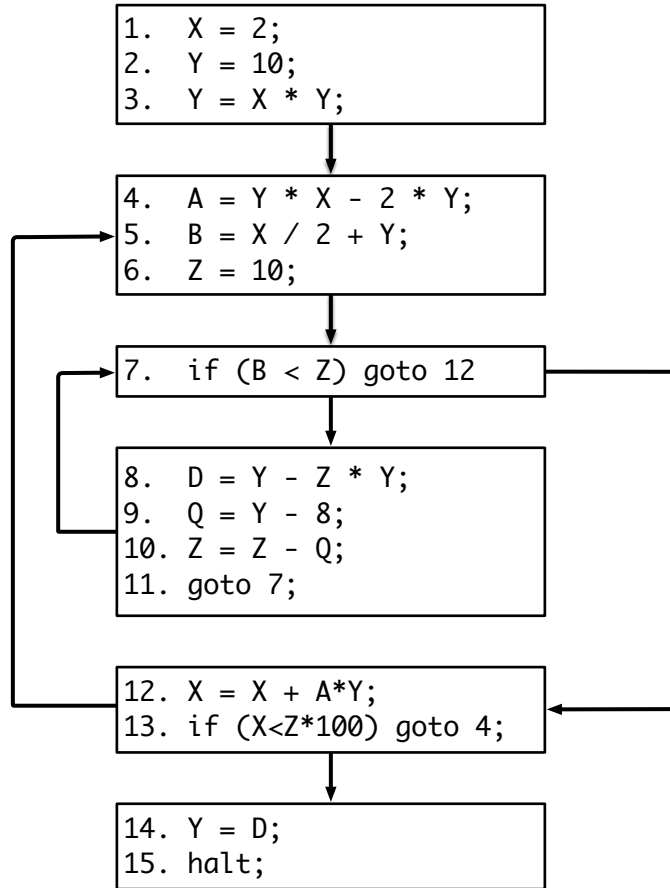 1. X = 2;
2. Y = 10;
3. Y = X * Y;
4. A = Y * X - 2 * Y;
5. B = X / 2 + Y;
6. Z = 10;
7. if (B < Z) goto 12
8. D = Y - Z * Y;
9. Q = Y - 8;
10. Z = Z - Q;
11. goto 7;
12. X = X + A*Y;
13. if (X<Z*100) goto 4;
14. Y = D;
15. halt;